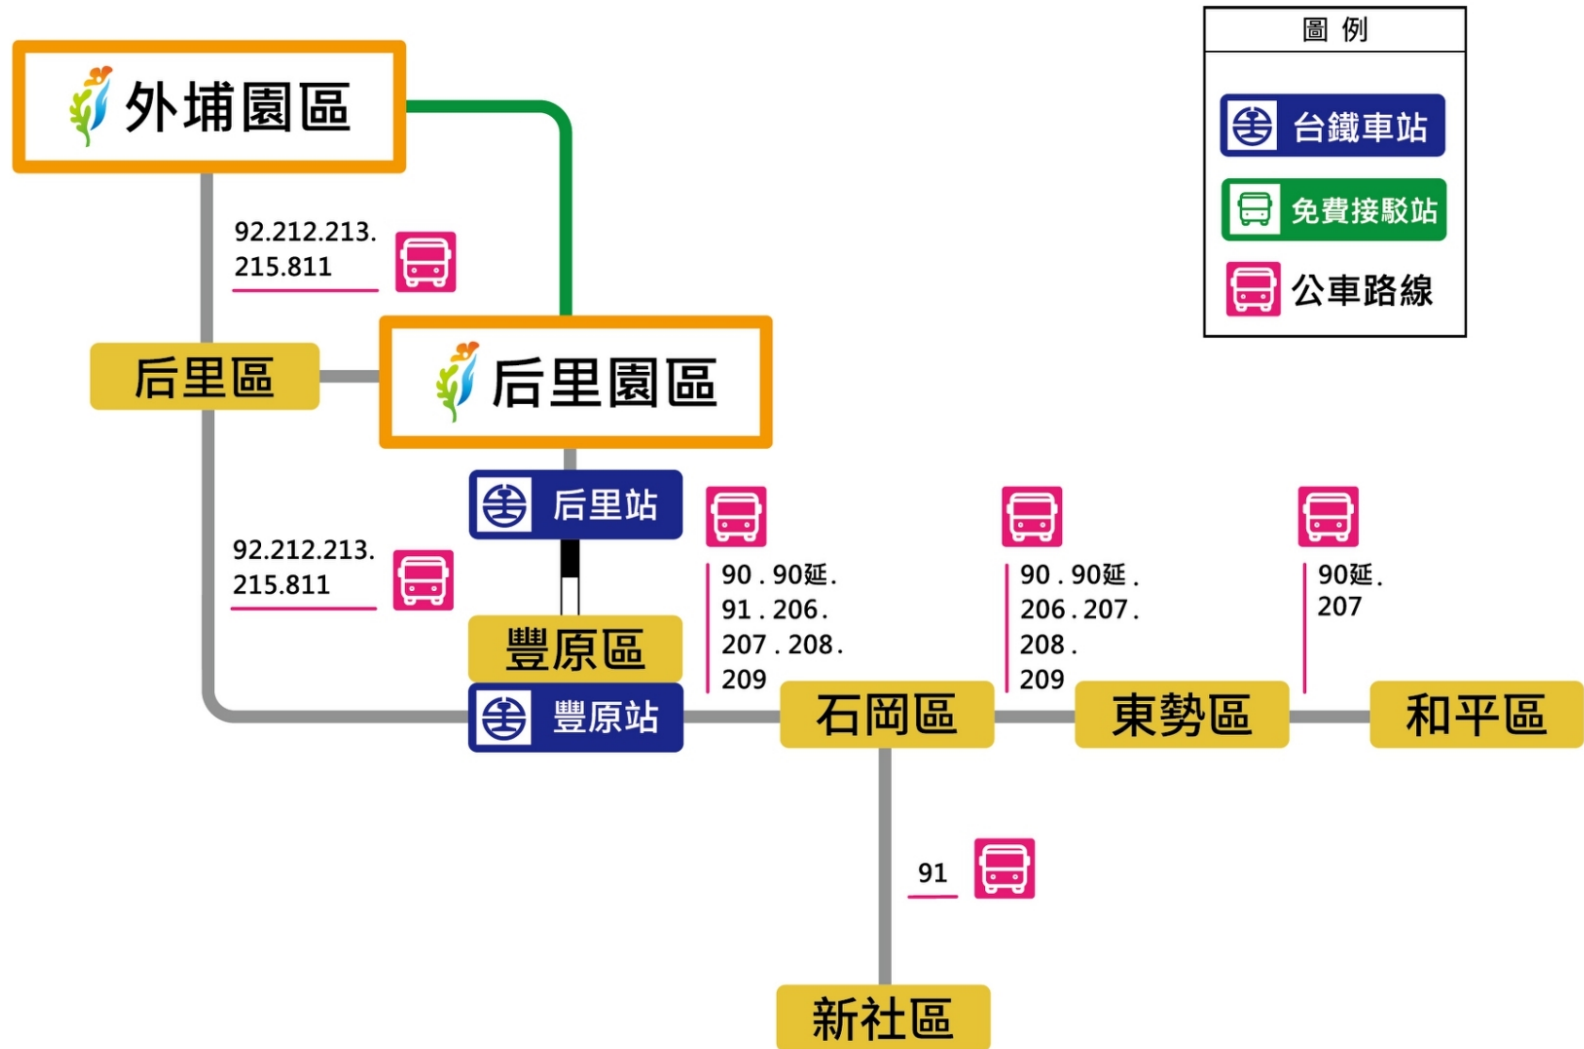 圖例
台鐵車站
免費接駁站
公車路線
外埔園區
92.212.213.
215.811
后里區
后里園區
后里站
92.212.213.
215.811
豐原區
豐原站
90 . 90延.
91 . 206.
207 . 208.
209
石岡區
90 . 90延.
206 . 207.
208.
209
東勢區
90延.
207
和平區
91
新社區